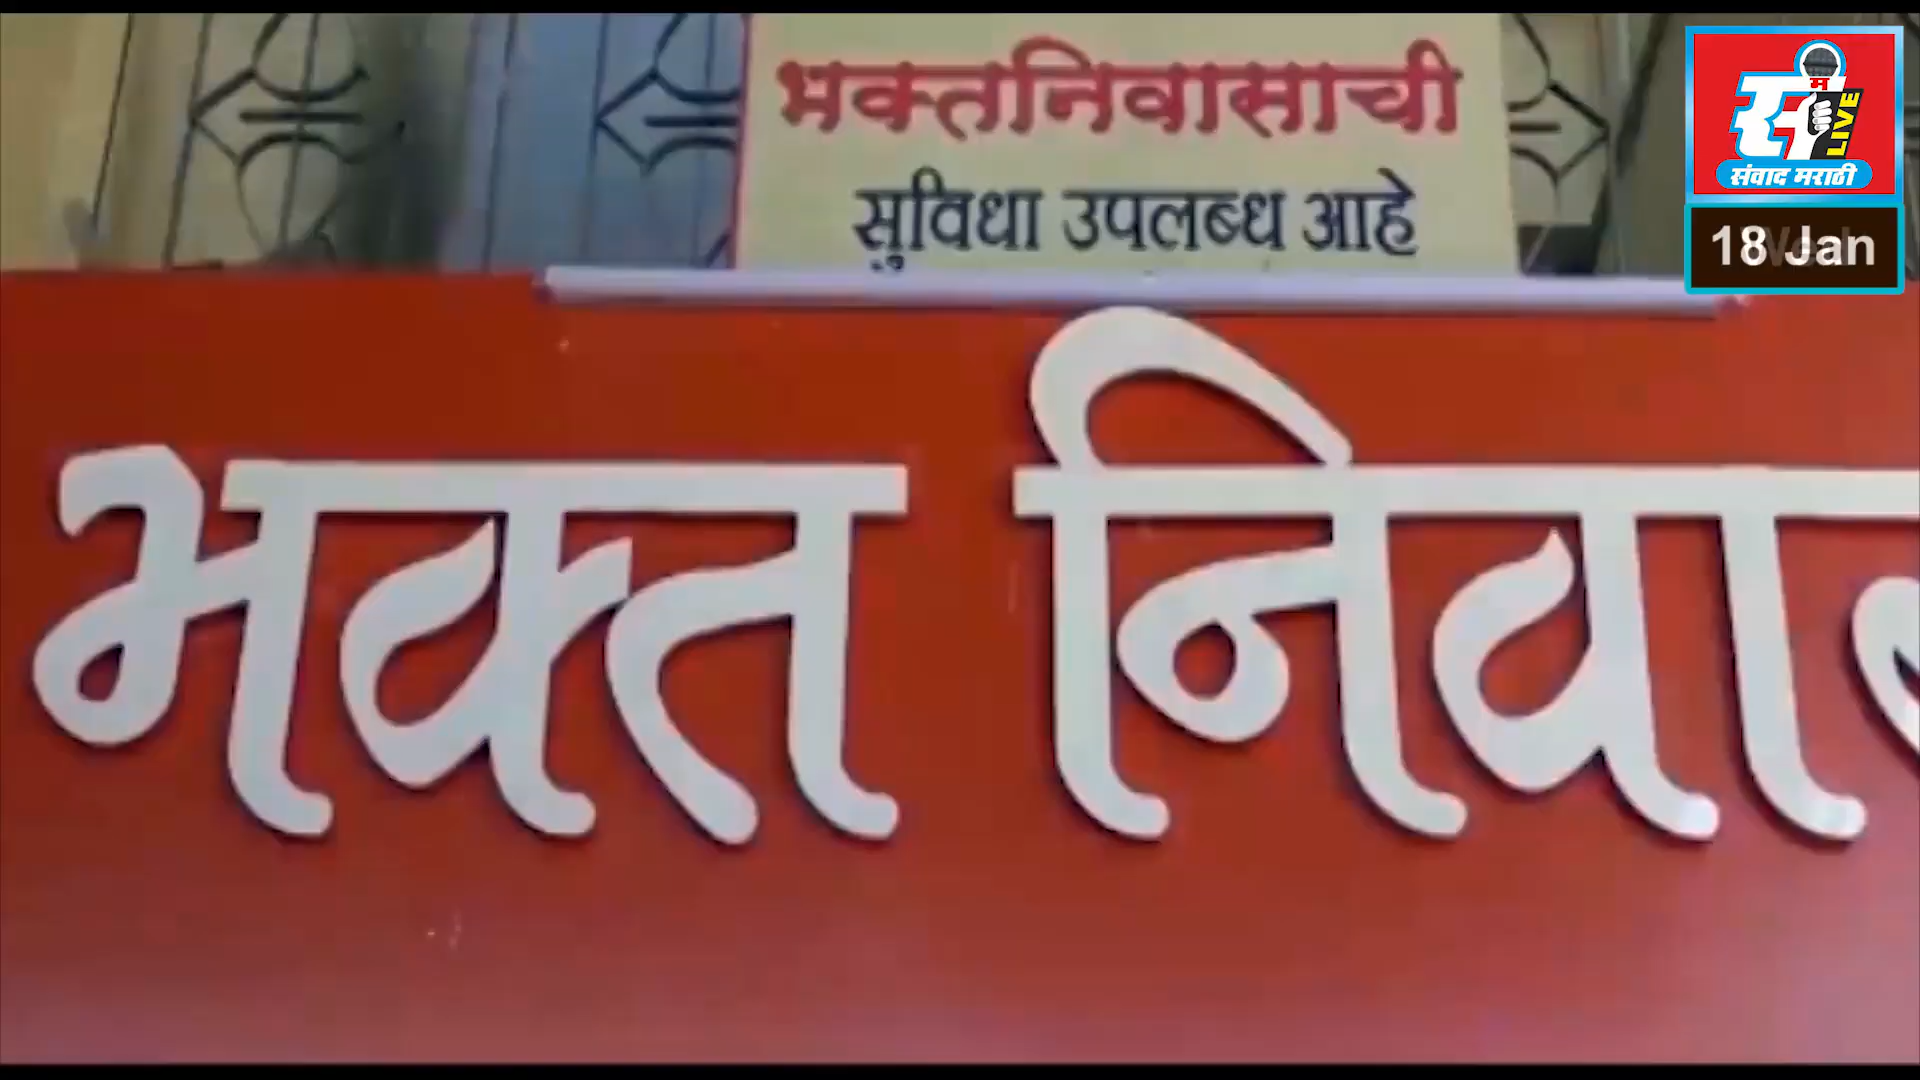 भक्तनिवासाची
सुविधा उपलब्ध आहे
भक्त निवा
LIVE
संवाद मराठी
18 Jan